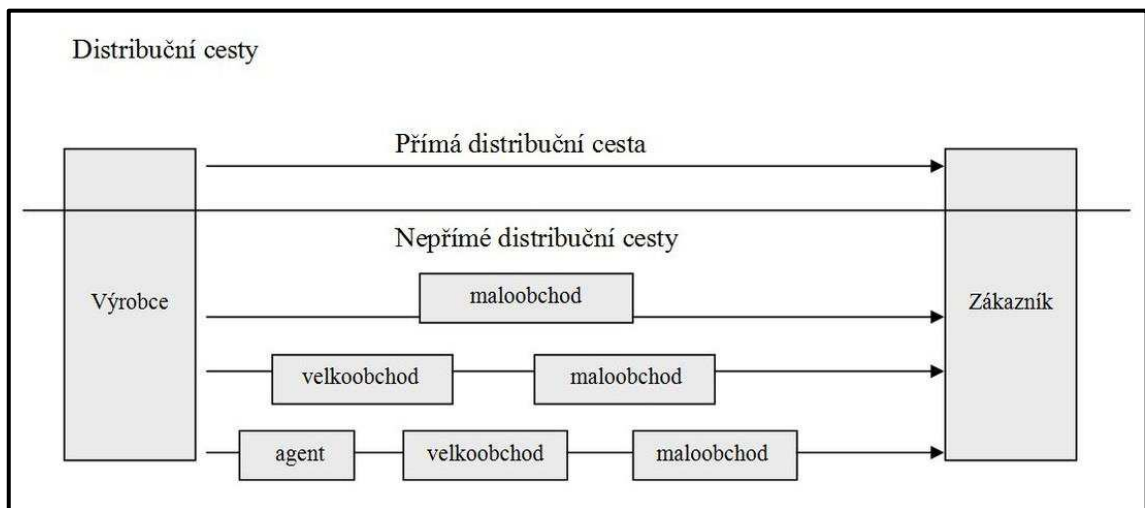 Distribuční cesty
Přímá distribuční cesta
Nepřímé distribuční cesty
Výrobce
maloobchod
Zákazník
velkoobchod maloobchod
agent velkoobchod maloobchod